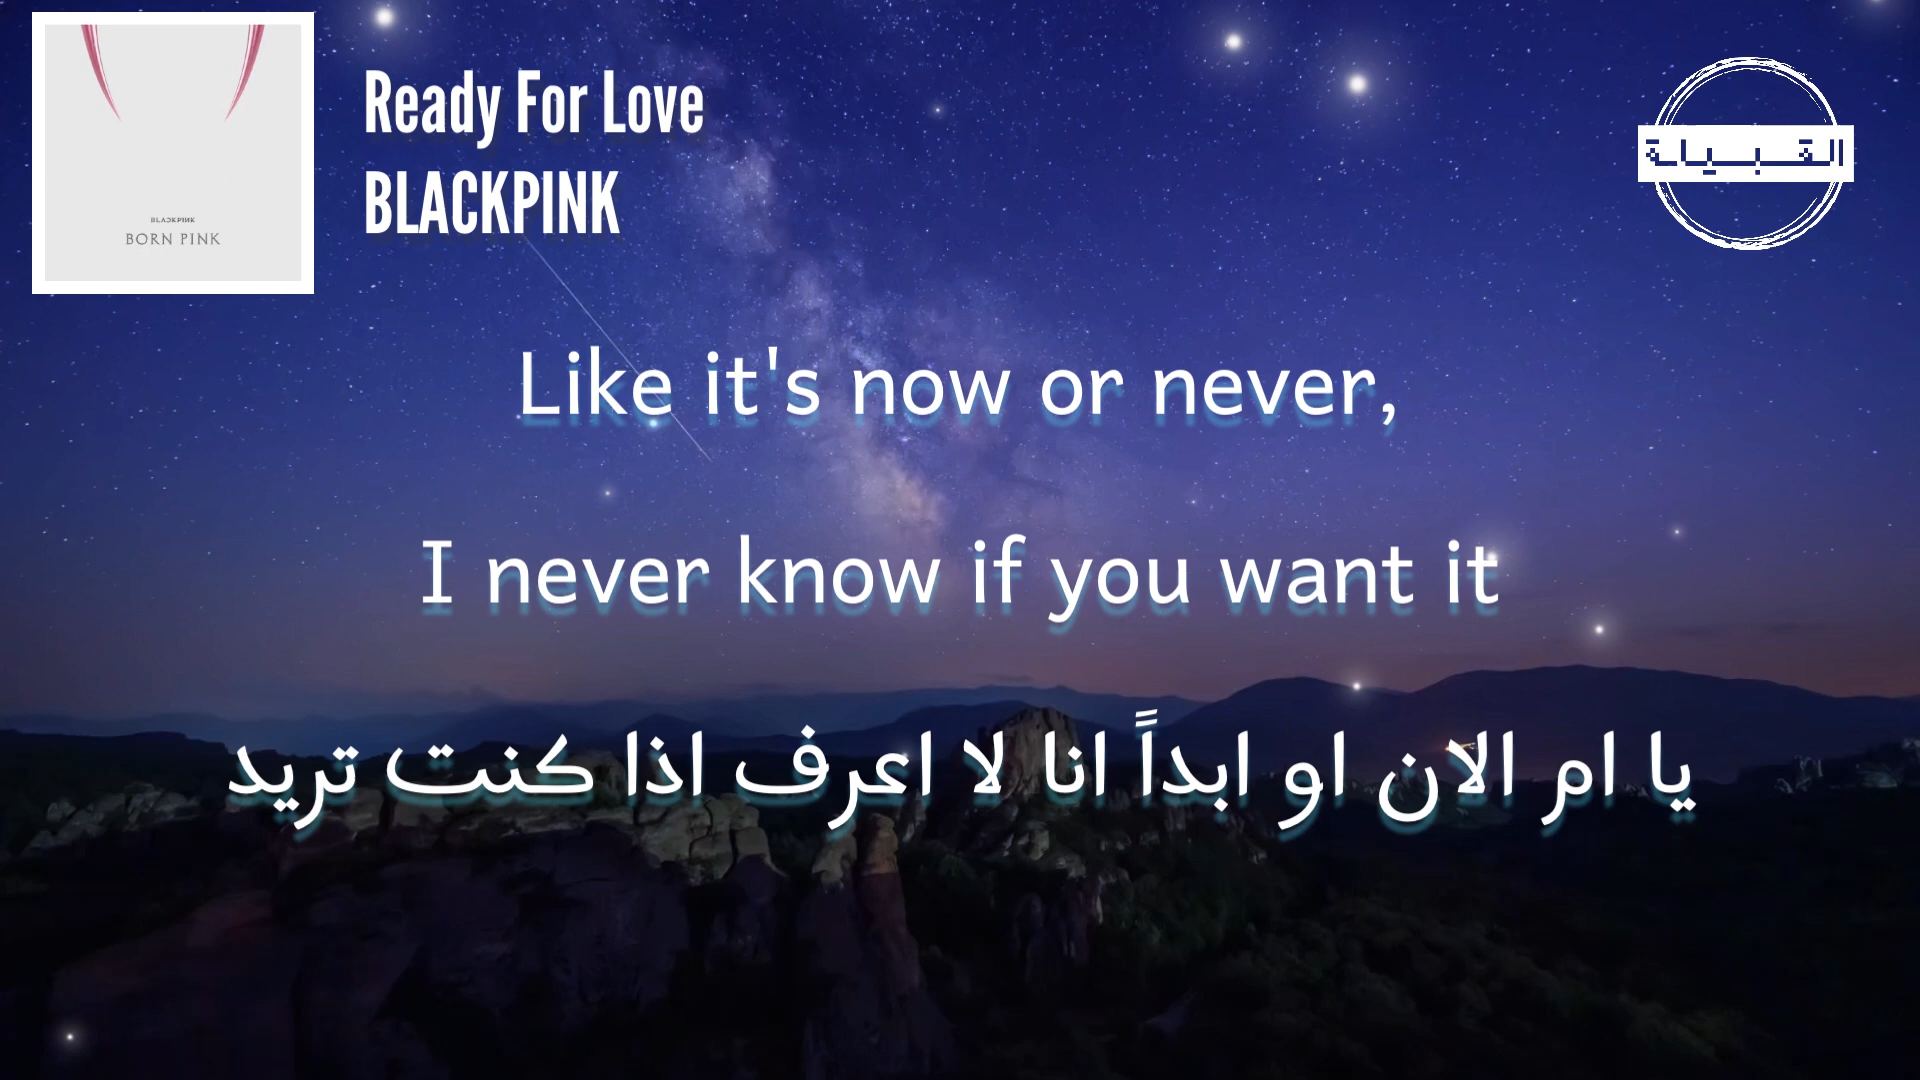 Ready For Love
BLACKPINK
BLACKPINK
BORN PINK
القبيلة
Like it's now or never,
I never know if you want it
يا ام الان او ابداً انا لا اعرف اذا كنت تريد